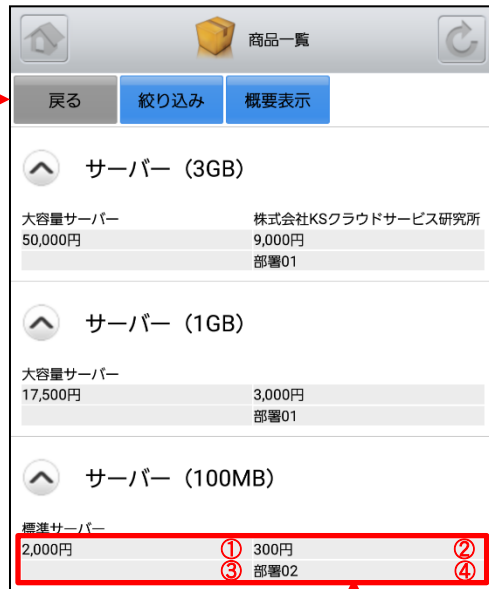 商品一覧
戻る 絞り込み 概要表示
サーバー（3GB）
大容量サーバー 株式会社KSクラウドサービス研究所
50,000円 9,000円
部署01
サーバー（1GB）
大容量サーバー
17,500円 3,000円
部署01
サーバー（100MB）
標準サーバー
2,000円 ① 300円 ②
③ 部署02 ④